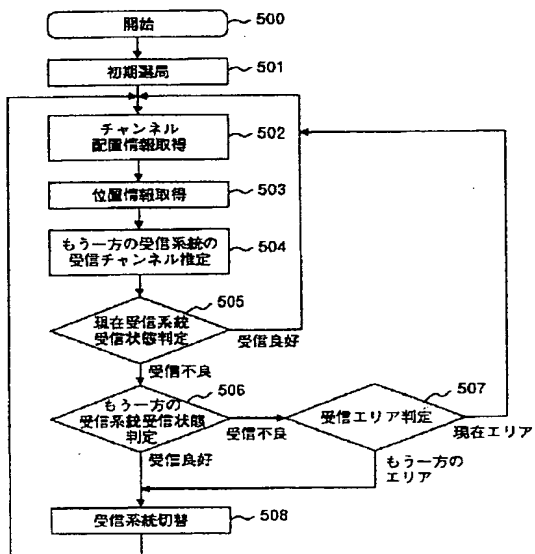 開始
500
初期選局
501
チャンネル
配置情報取得
502
位置情報取得
503
もう一方の受信系統の
受信チャンネル推定
504
現在受信系統
受信状態判定
505
受信良好
受信不良
もう一方の
受信系統受信状態
判定
506
受信不良
受信良好
受信エリア判定
507
現在エリア
もう一方の
エリア
受信系統切替
508